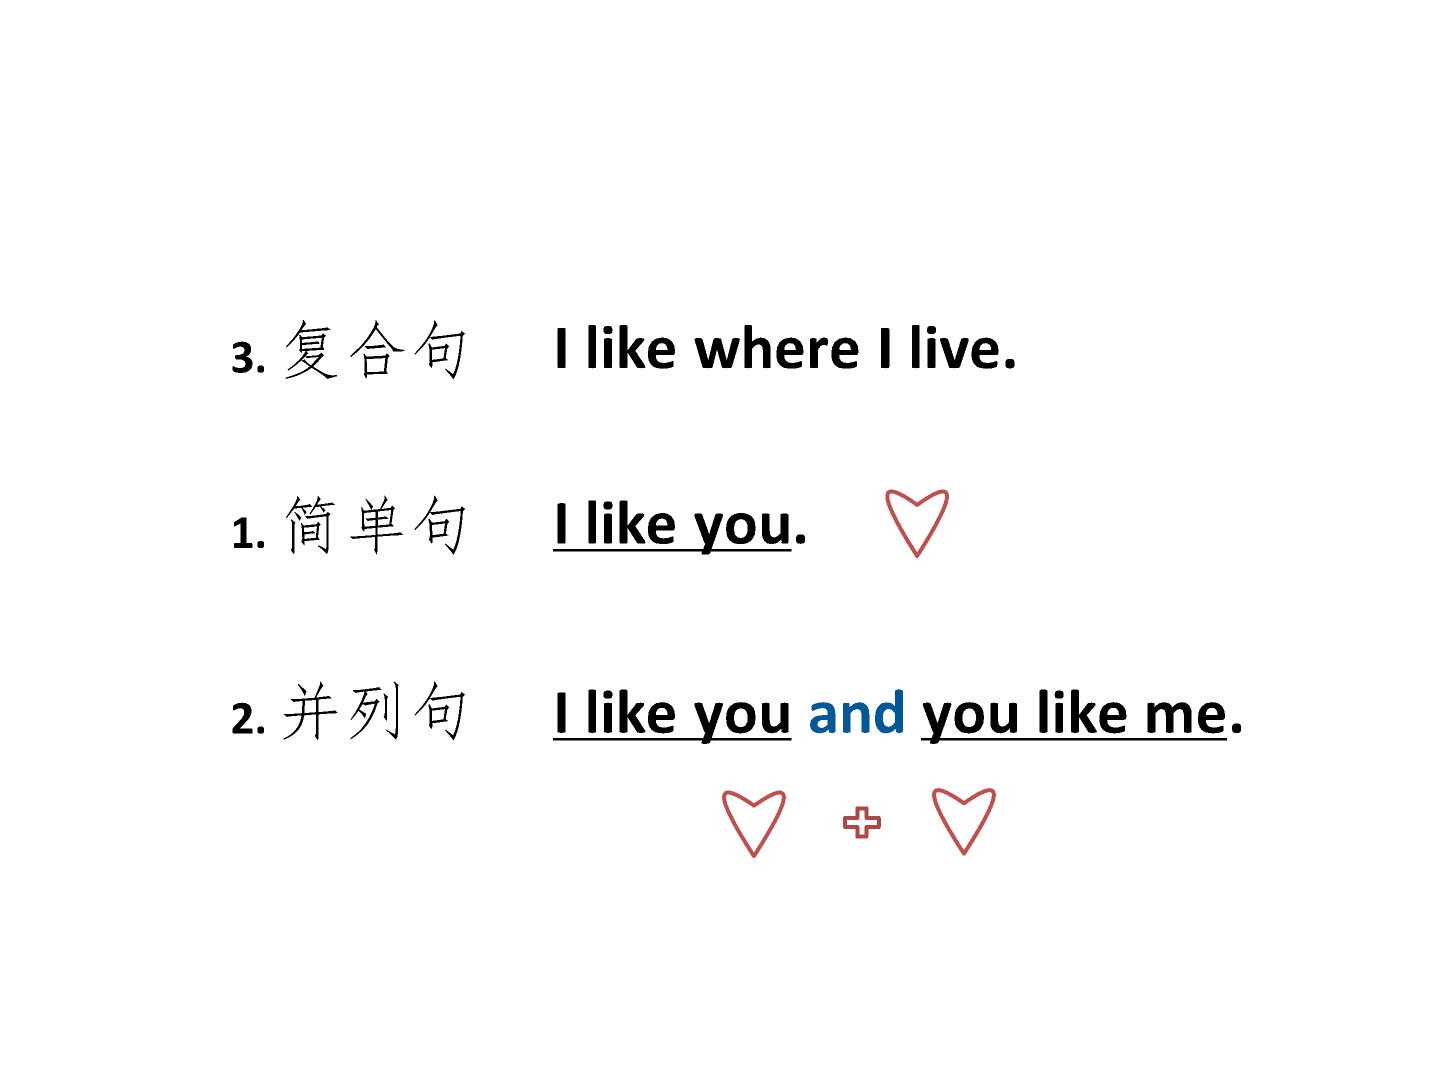 3. 复合句 I like where I live.
1. 简单句 I like you.
2. 并列句 I like you and you like me.